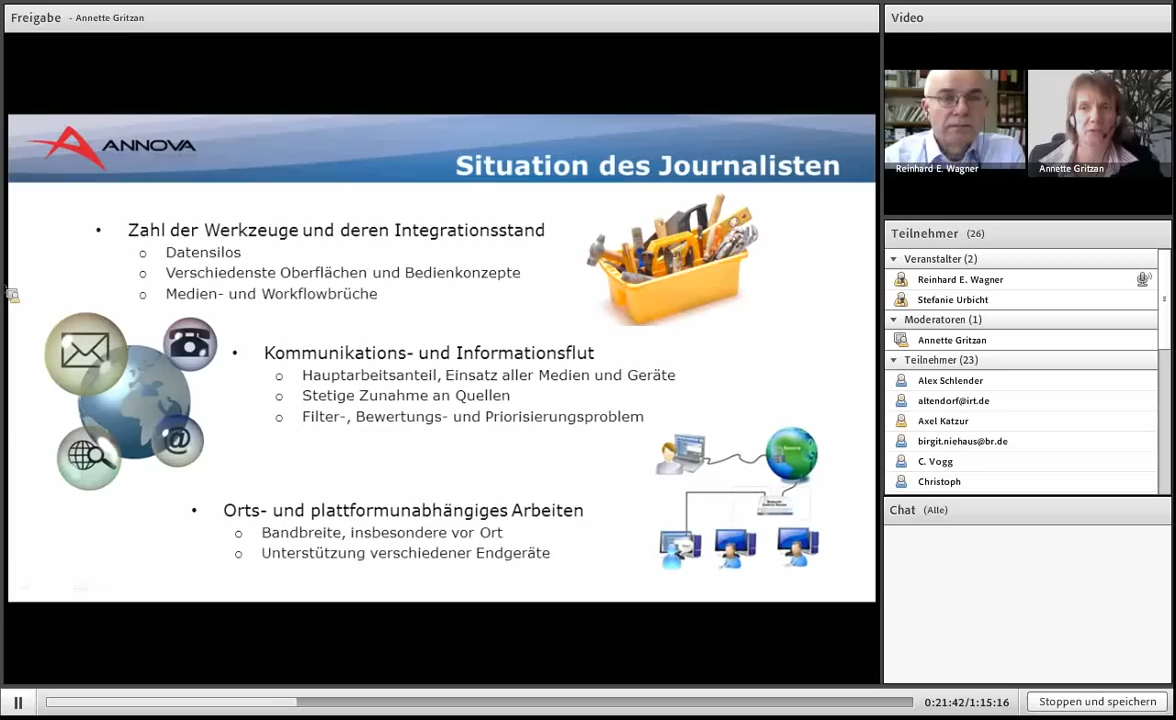 Freigabe - Annette Gritzan
ANNOVA
Situation des Journalisten
• Zahl der Werkzeuge und deren Integrationsstand
o Datensilos
o Verschiedenste Oberflächen und Bedienkonzepte
o Medien- und Workflowbrüche
• Kommunikations- und Informationsflut
o Hauptarbeitsanteil, Einsatz aller Medien und Geräte
o Stetige Zunahme an Quellen
o Filter-, Bewertungs- und Priorisierungsproblem
• Orts- und plattformunabhängiges Arbeiten
o Bandbreite, insbesondere vor Ort
o Unterstützung verschiedener Endgeräte
Video
Reinhard E. Wagner
Annette Gritzan
Teilnehmer (26)
Veranstalter (2)
Reinhard E. Wagner
Stefanie Urbicht
Moderatoren (1)
Annette Gritzan
Teilnehmer (23)
Alex Schlender
altendorf@irt.de
Axel Katzur
birgit.niehaus@br.de
C. Vogg
Christoph
Chat (Alle)
0:21:42/1:15:16
Stoppen und speichern